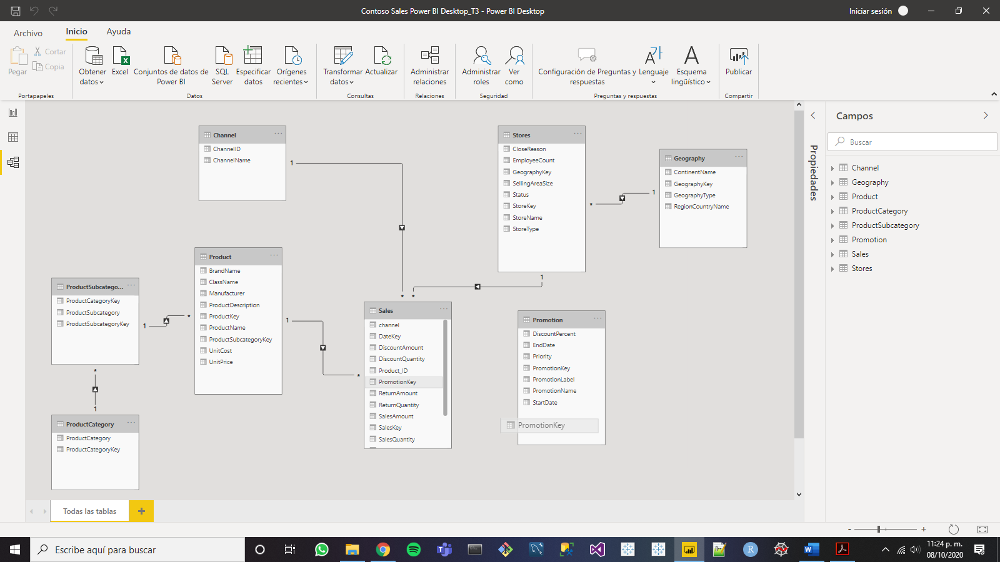 Contoso Sales Power BI Desktop_T3 - Power BI Desktop
Iniciar sesión
Archivo
Inicio
Ayuda
Pegar
Cortar
Copia
Portapapeles
Obtener datos
Excel
Conjuntos de datos de Power BI
SQL Server
Especificar datos
Orígenes recientes
Datos
Transformar datos
Actualizar
Consultas
Administrar relaciones
Relaciones
Administrar roles
Ver como
Seguridad
Configuración de Preguntas y respuestas
Lenguaje
Esquema lingüístico
Preguntas y respuestas
Publicar
Compartir
Channel
ChannelID
ChannelName
1
*
Stores
CloseReason
EmployeeCount
GeographyKey
SellingAreaSize
Status
StoreKey
StoreName
StoreType
1
*
*
1
Geography
ContinentName
GeographyKey
GeographyType
RegionCountryName
Product
BrandName
ClassName
Manufacturer
ProductDescription
ProductKey
ProductName
ProductSubcategoryKey
UnitCost
UnitPrice
1
*
ProductSubcatego...
ProductCategoryKey
ProductSubcategory
ProductSubcategoryKey
1
*
*
1
ProductCategory
ProductCategory
ProductCategoryKey
Sales
channel
DateKey
DiscountAmount
DiscountQuantity
Product_ID
PromotionKey
ReturnAmount
ReturnQuantity
SalesAmount
SalesKey
SalesQuantity
Promotion
DiscountPercent
EndDate
Priority
PromotionKey
PromotionLabel
PromotionName
StartDate
PromotionKey
Propiedades
Campos
Buscar
Channel
Geography
Product
ProductCategory
ProductSubcategory
Promotion
Sales
Stores
Todas las tablas
+
- +
Escribe aquí para buscar
11:24 p. m.
08/10/2020